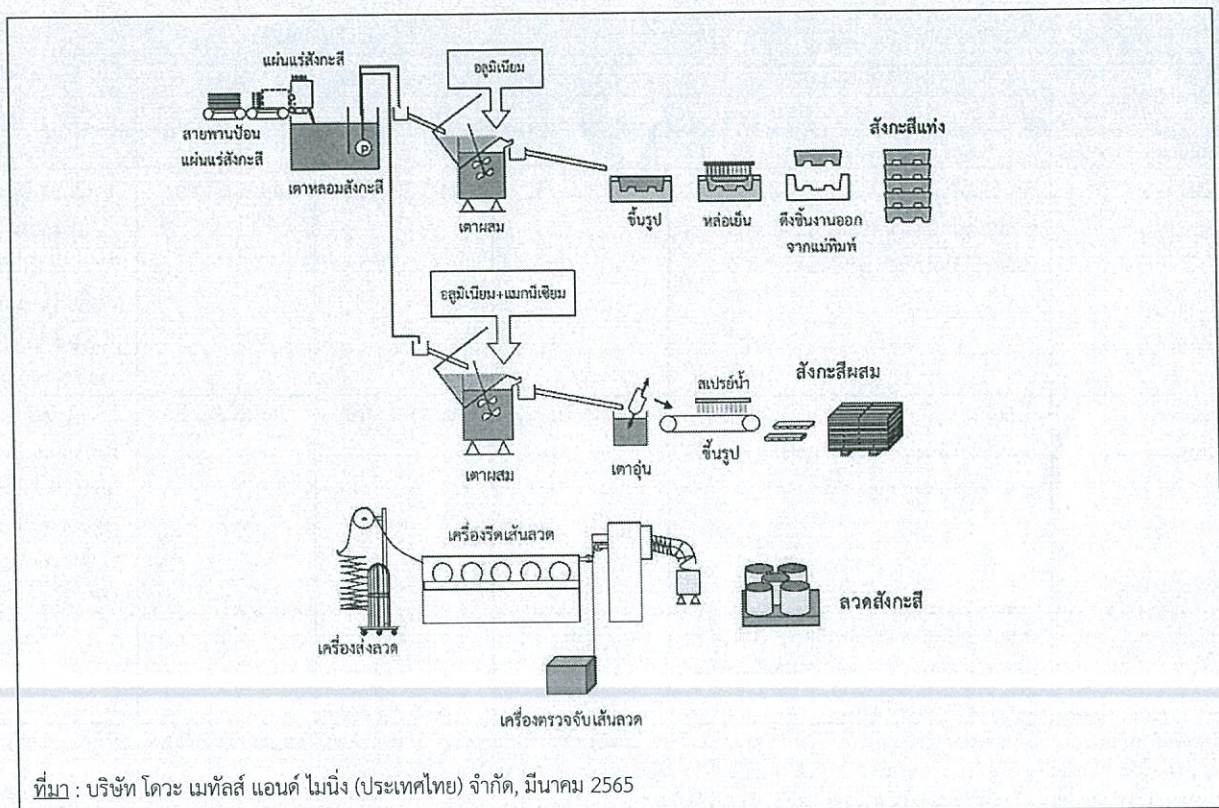 แผ่นแร่สังกะสี
อลูมิเนียม
สายพานป้อน
แผ่นแร่สังกะสี
P
เตาหลอมสังกะสี
เตาผสม
ขึ้นรูป
หล่อเย็น
ดึงชิ้นงานออก
จากแม่พิมพ์
สังกะสีแท่ง
อลูมิเนียม+แมกนีเซียม
เตาผสม
เตาอุ่น
สเปรย์น้ำ
ขึ้นรูป
สังกะสีผสม
เครื่องรีดเส้นลวด
เครื่องส่งลวด
ลวดสังกะสี
เครื่องตรวจจับเส้นลวด
ที่มา : บริษัท โดวะ เมทัลส์ แอนด์ ไมนิ่ง (ประเทศไทย) จำกัด, มีนาคม 2565